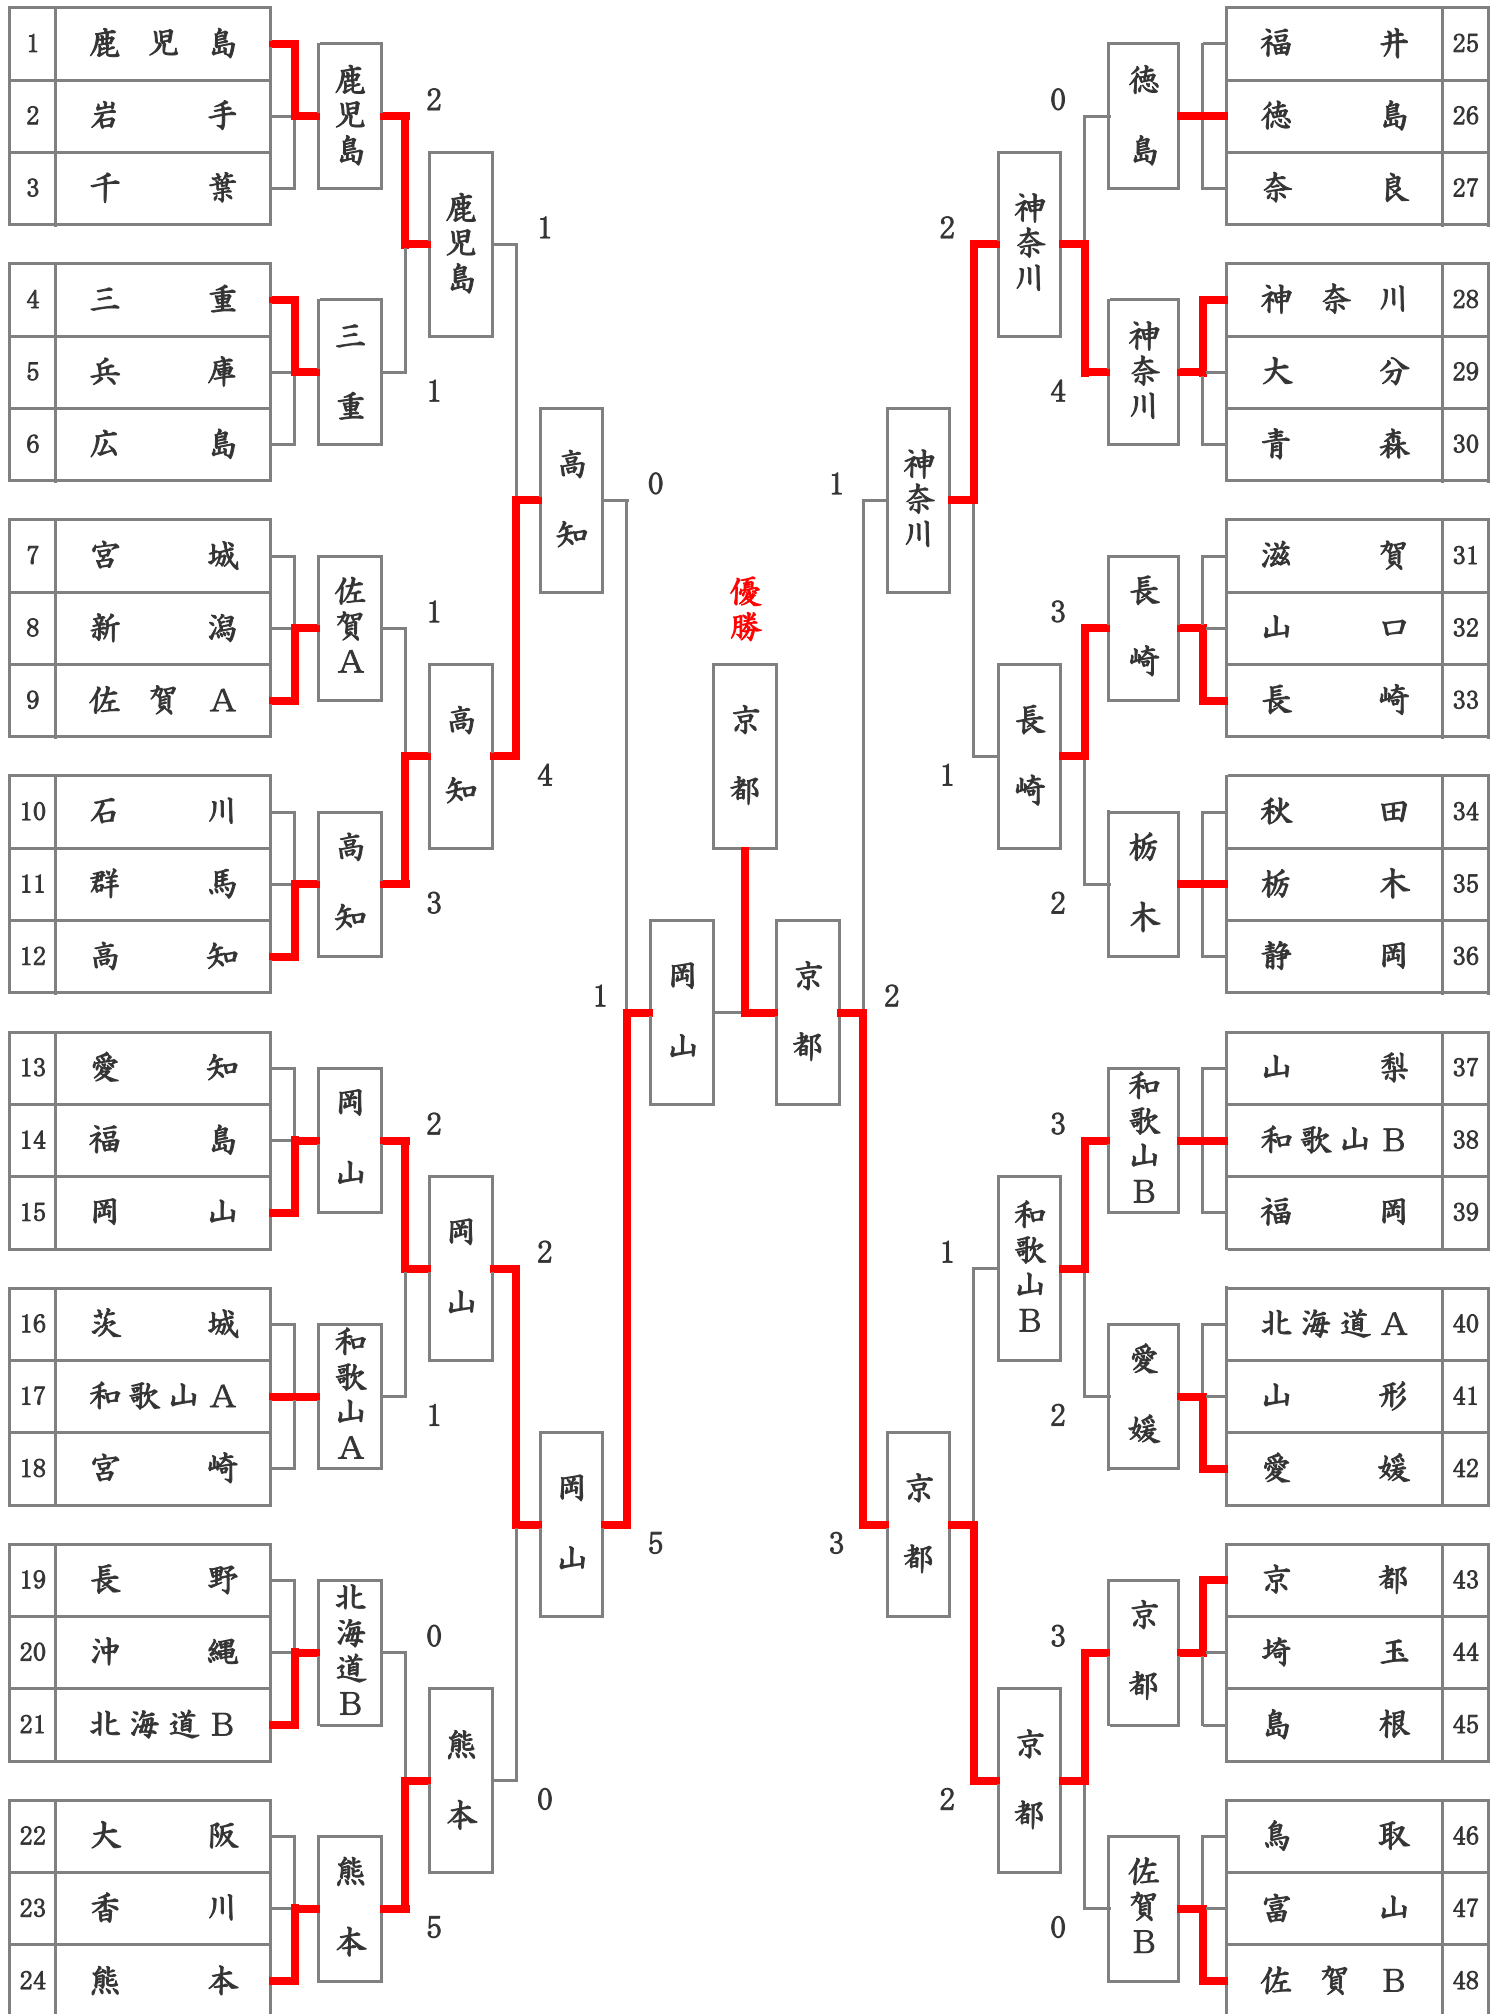 1 鹿児島
2 岩手
3 千葉
4 三重
5 兵庫
6 広島
7 宮城
8 新潟
9 佐賀A
10 石川
11 群馬
12 高知
13 愛知
14 福島
15 岡山
16 茨城
17 和歌山A
18 宮崎
19 長野
20 沖縄
21 北海道B
22 大阪
23 香川
24 熊本
鹿児島
三重
佐賀A
高知
岡山
和歌山A
北海道B
熊本
2
1
1
3
2
1
0
5
鹿児島
高知
岡山
熊本
1
4
2
0
高知
岡山
0
5
1
岡山
優勝
京都
京都
2
1
3
神奈川
京都
2
1
1
2
神奈川
長崎
和歌山B
京都
0
4
3
2
3
2
3
0
徳島
神奈川
長崎
栃木
和歌山B
愛媛
京都
佐賀B
福井 25
徳島 26
奈良 27
神奈川 28
大分 29
青森 30
滋賀 31
山口 32
長崎 33
秋田 34
栃木 35
静岡 36
山梨 37
和歌山B 38
福岡 39
北海道A 40
山形 41
愛媛 42
京都 43
埼玉 44
島根 45
鳥取 46
富山 47
佐賀B 48